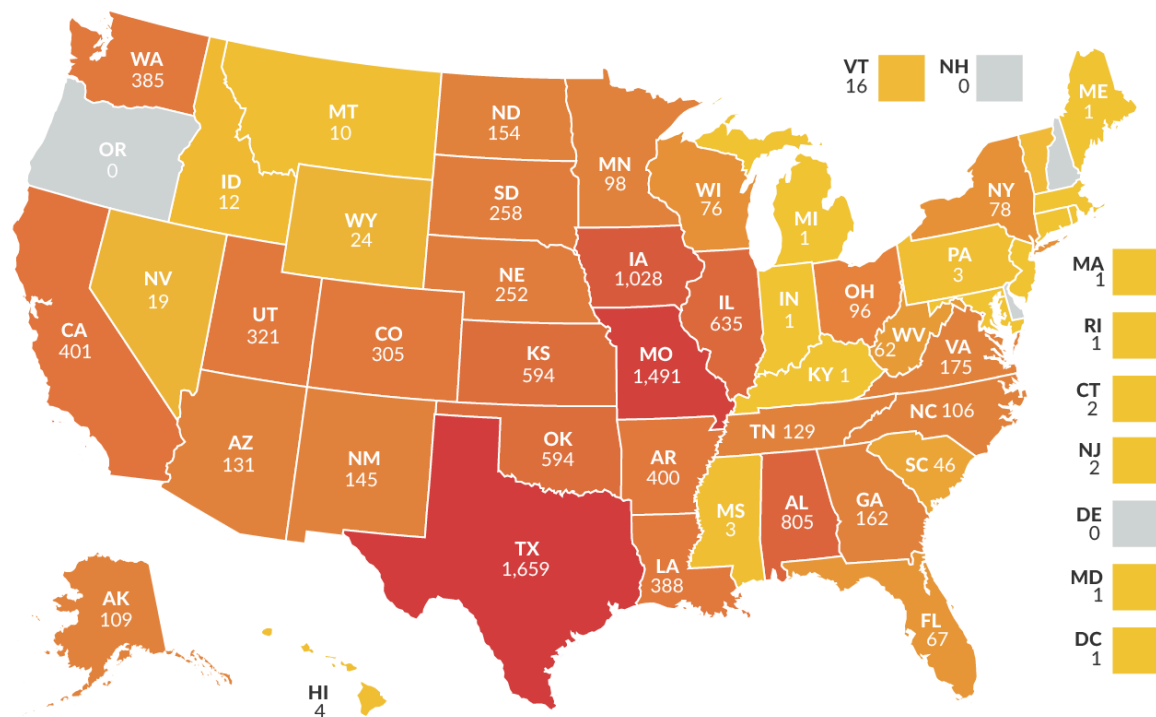 WA
385
VT
16
NH
0
ME
1
MT
10
ND
154
OR
0
MN
98
ID
12
SD
258
WI
76
NY
78
WY
24
MI
1
PA
3
MA
1
NV
19
NE
252
IA
1,028
IL
635
IN
1
OH
96
RI
1
CA
401
UT
321
CO
305
KS
594
MO
1,491
WV
62
VA
175
KY 1
CT
2
NC 106
TN 129
AZ
131
NM
145
OK
594
AR
400
SC 46
NJ
2
MS
3
AL
805
GA
162
DE
0
TX
1,659
LA
388
MD
1
AK
109
FL
67
DC
1
HI
4